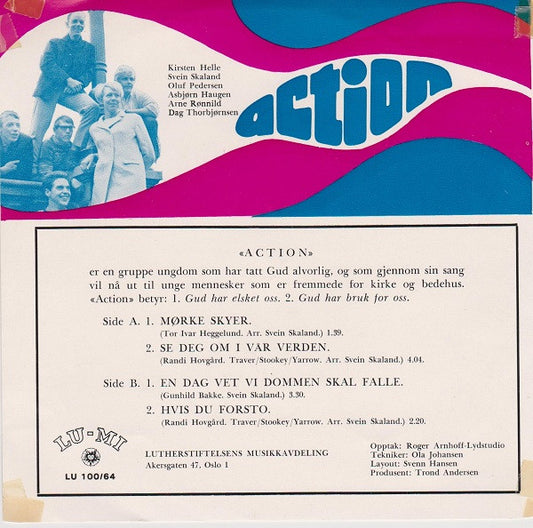 Kirsten Helle
Svein Skaland
Oluf Pedersen
Asbjørn Haugen
Arne Rønnild
Dag Thorbjørnsen
action
«ACTION»
er en gruppe ungdom som har tatt Gud alvorlig, og som gjennom sin sang
vil nå ut til unge mennesker som er fremmede for kirke og bedehus.
«Action» betyr: 1. Gud har elsket oss. 2. Gud har bruk for oss.
Side A. 1. MØRKE SKYER.
(Tor Ivar Heggelund. Arr. Svein Skaland.) 1.39.
2. SE DEG OM I VÅR VERDEN.
(Randi Hovgård. Traver/Stookey/Yarrow. Arr. Svein Skaland.) 4.04.
Side B. 1. EN DAG VET VI DOMMEN SKAL FALLE.
(Gunhild Bakke. Svein Skaland.) 3.30.
2. HVIS DU FORSTO.
(Randi Hovgård. Traver/Stookey/Yarrow. Arr. Svein Skaland.) 2.20.
LU-MI
LU 100/64
LUTHERSTIFTELSENS MUSIKKAVDELING
Akersgaten 47, Oslo 1
Opptak: Roger Arnhoff-Lydstudio
Tekniker: Ola Johansen
Layout: Svenn Hansen
Produsent: Trond Andersen